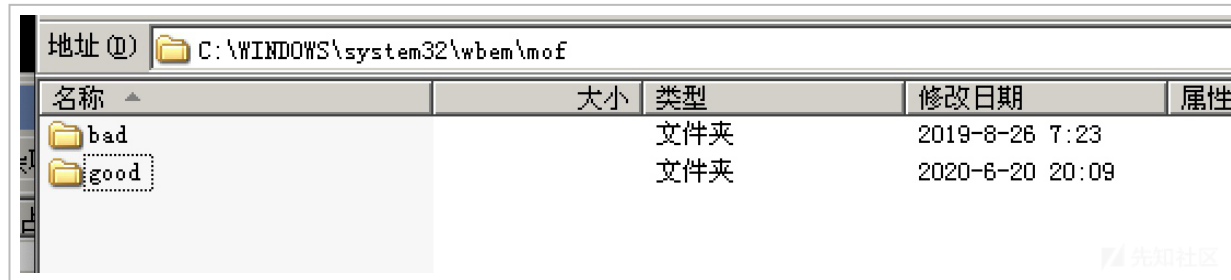 地址(D) C:\WINDOWS\system32\wbem\mof
名称 大小 类型 修改日期 属性
bad 文件夹 2019-8-26 7:23
good 文件夹 2020-6-20 20:09
先知社区